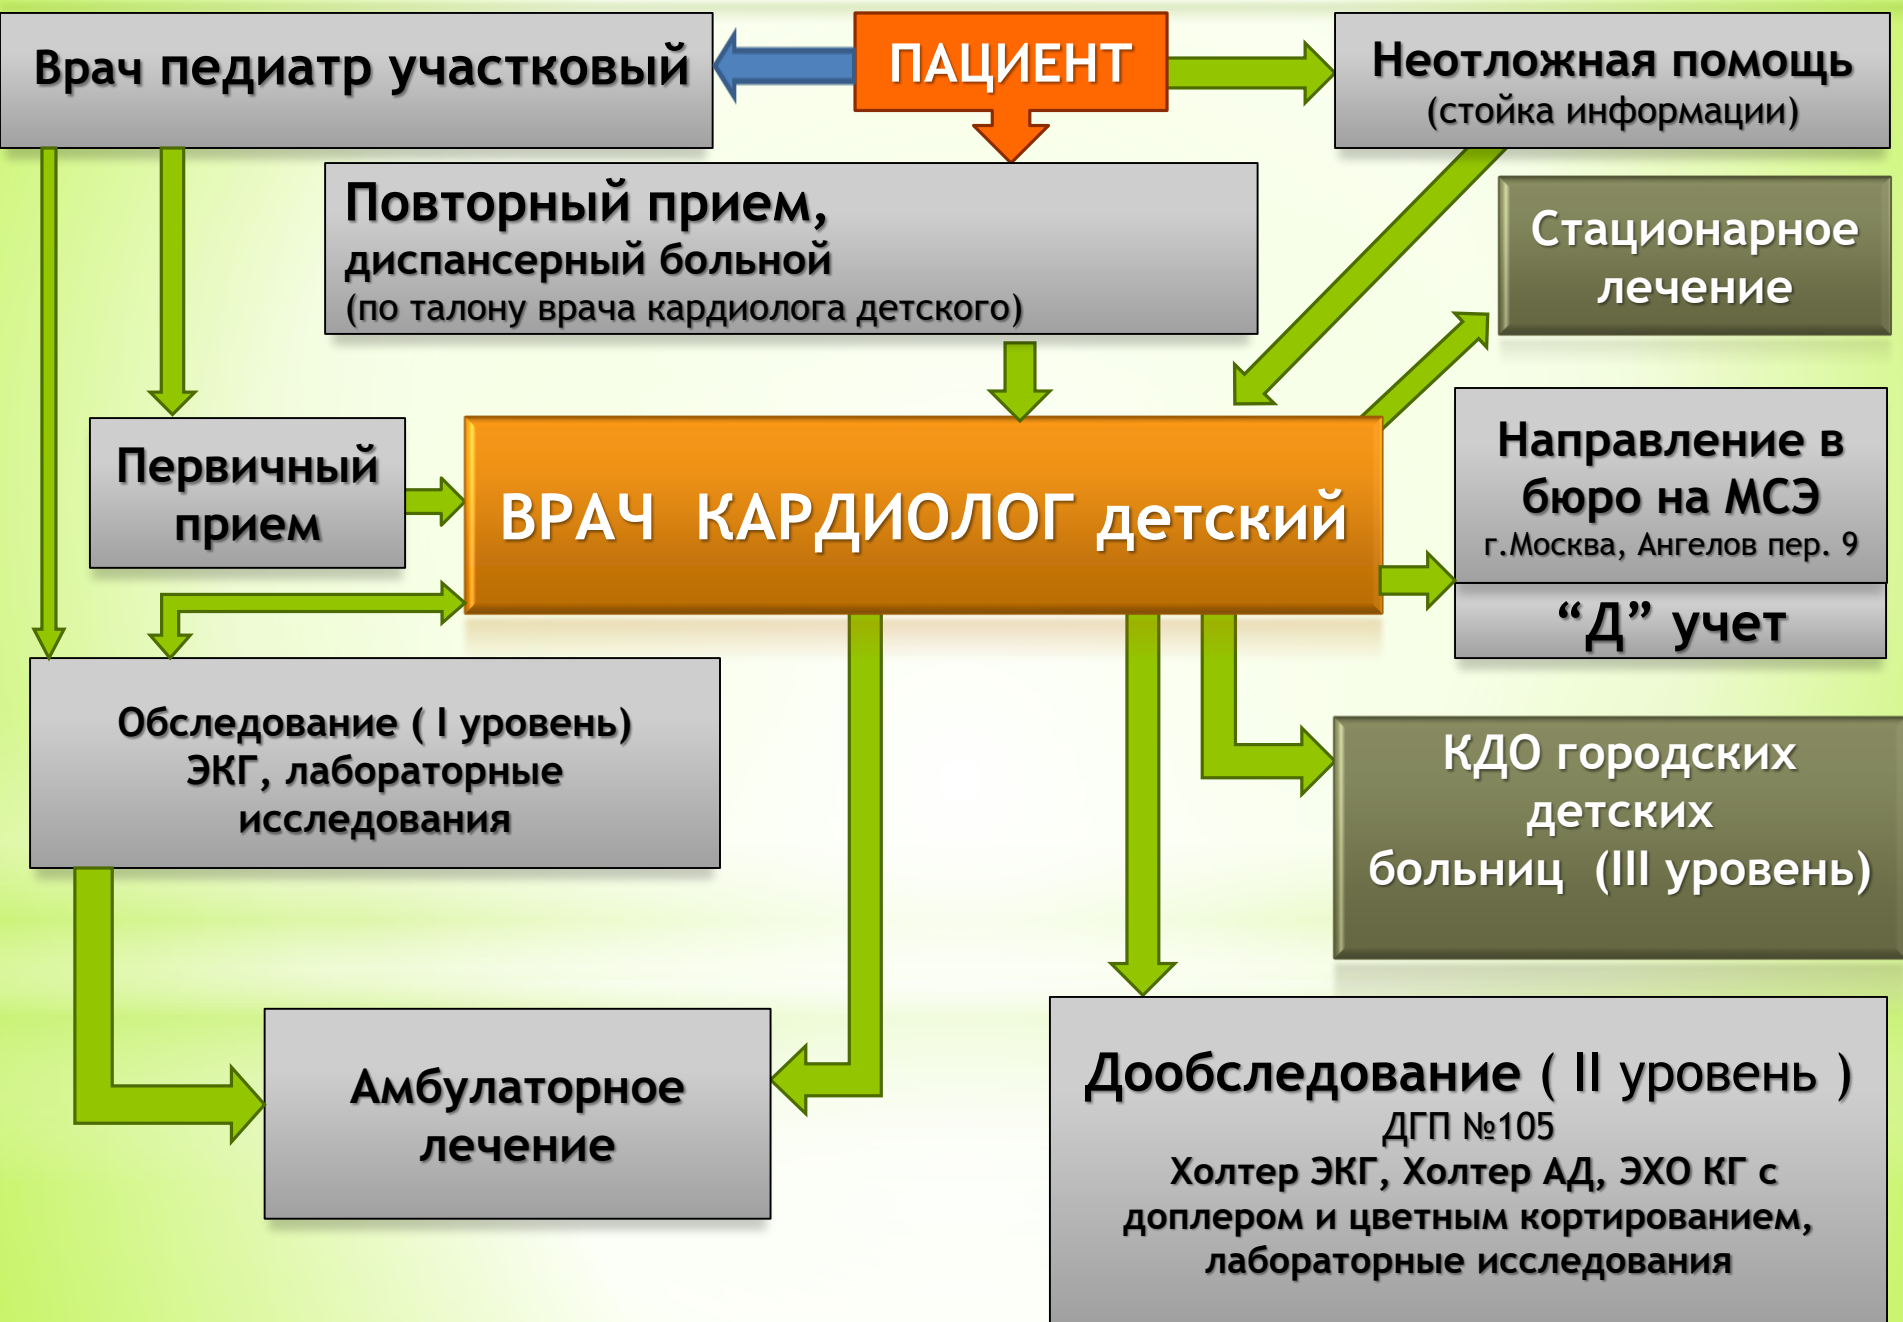 Врач педиатр участковый
ПАЦИЕНТ
Неотложная помощь
(стойка информации)
Повторный прием,
диспансерный больной
(по талону врача кардиолога детского)
Стационарное
лечение
Первичный
прием
ВРАЧ КАРДИОЛОГ детский
Направление в
бюро на МСЭ
г.Москва, Ангелов пер. 9
“Д” учет
Обследование ( I уровень)
ЭКГ, лабораторные
исследования
КДО городских
детских
больниц (III уровень)
Амбулаторное
лечение
Дообследование ( II уровень )
ДГП №105
Холтер ЭКГ, Холтер АД, ЭХО КГ с
доплером и цветным кортированием,
лабораторные исследования